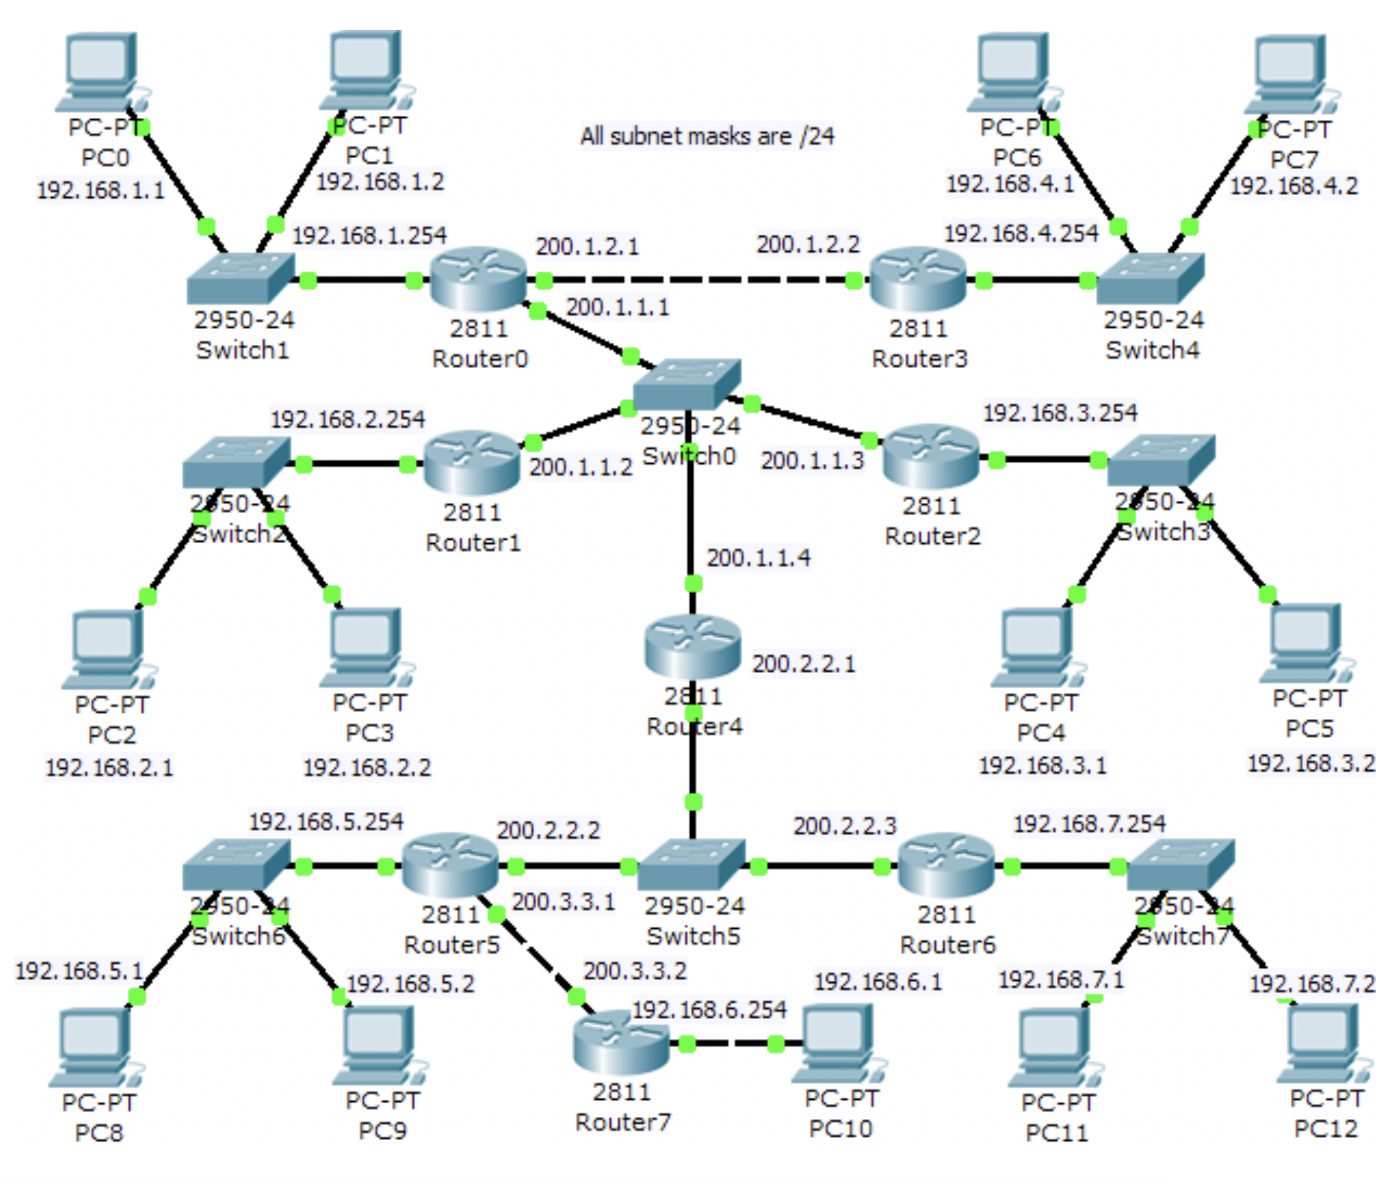 PC-PT
PC0
192.168.1.1
PC-PT
PC1
192.168.1.2
All subnet masks are /24
PC-PT
PC6
192.168.4.1
PC-PT
PC7
192.168.4.2
192.168.1.254
200.1.2.1
200.1.2.2
192.168.4.254
2950-24
Switch1
2811
Router0
200.1.1.1
2811
Router3
2950-24
Switch4
192.168.2.254
2950-24
Switch0
192.168.3.254
2950-24
Switch2
2811
Router1
200.1.1.2
200.1.1.3
2811
Router2
2950-24
Switch3
200.1.1.4
200.2.2.1
2811
Router4
PC-PT
PC2
192.168.2.1
PC-PT
PC3
192.168.2.2
PC-PT
PC4
192.168.3.1
PC-PT
PC5
192.168.3.2
192.168.5.254
200.2.2.2
200.2.2.3
192.168.7.254
2950-24
Switch6
2811
Router5
200.3.3.1
2950-24
Switch5
2811
Router6
2950-24
Switch7
192.168.5.1
192.168.5.2
200.3.3.2
192.168.6.254
192.168.6.1
192.168.7.1
192.168.7.2
PC-PT
PC8
PC-PT
PC9
2811
Router7
PC-PT
PC10
PC-PT
PC11
PC-PT
PC12